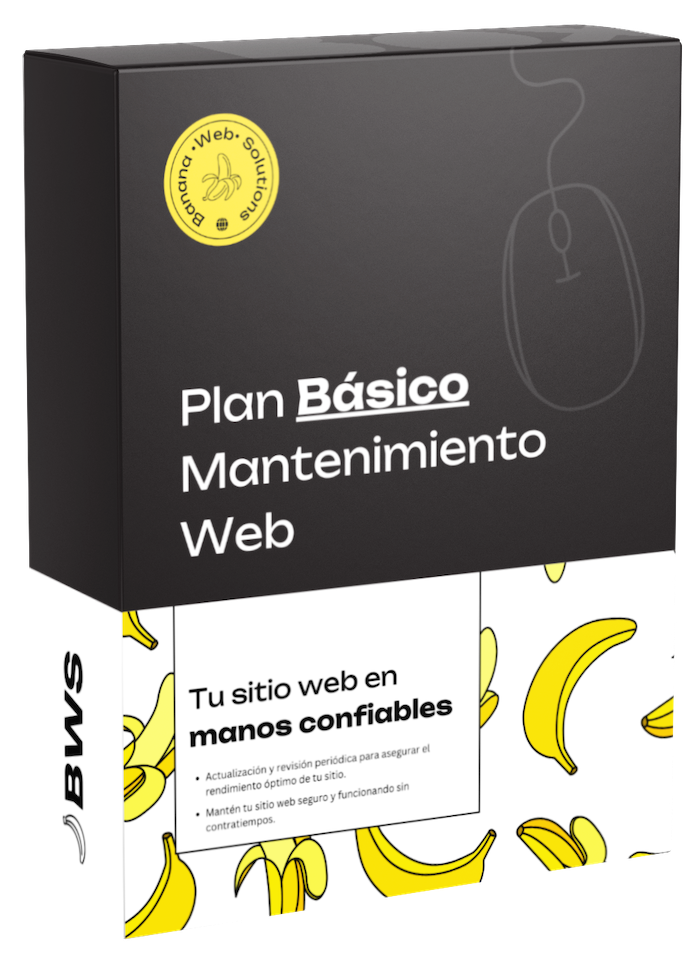 Banana •Web• Solutions
Plan Básico
Mantenimiento
Web
Tu sitio web en
manos confiables
• Actualización y revisión periódica para asegurar el
rendimiento óptimo de tu sitio.
• Mantén tu sitio web seguro y funcionando sin
contratiempos.
BWS